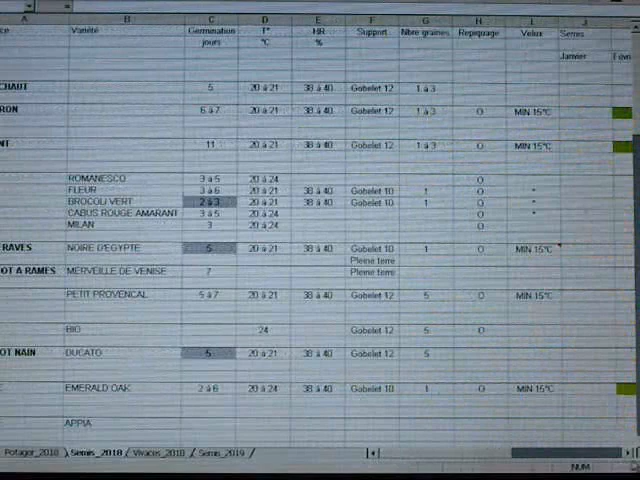 =
A B C D E F G H I J
ce Variété Germination T° HR Support Nbre graines Repiquage Velux Semis
jours °C %
Janvier Févri
CHAUT 5 20 à 21 38 à 40 Gobelet 12 1 à 3
RON 6 à 7 20 à 21 38 à 40 Gobelet 12 1 à 3 O MIN 15°C
NT 11 20 à 21 38 à 40 Gobelet 12 1 à 3 O MIN 15°C
ROMANESCO 3 à 5 20 à 24 O
FLEUR 3 à 6 20 à 21 38 à 40 Gobelet 10 1 O *
BROCOLI VERT 2 à 3 20 à 21 38 à 40 Gobelet 10 1 O *
CABUS ROUGE AMARANT 3 à 5 20 à 24 O *
MILAN 3 20 à 24 O
RAVES NOIRE D'EGYPTE 5 20 à 21 38 à 40 Gobelet 10 1 O MIN 15°C
Pleine terre
OT A RAMES MERVEILLE DE VENISE 7 Pleine terre
PETIT PROVENCAL 5 à 7 20 à 21 38 à 40 Gobelet 12 5 O MIN 15°C
BIO 24 Gobelet 12 5 O
OT NAIN DUCATO 5 20 à 21 38 à 40 Gobelet 12 5
E EMERALD OAK 2 à 6 20 à 24 38 à 40 Gobelet 10 1 O MIN 15°C
APPIA
Potager_2018 Semis_2018 Vivaces_2018 Semis_2019
NUM